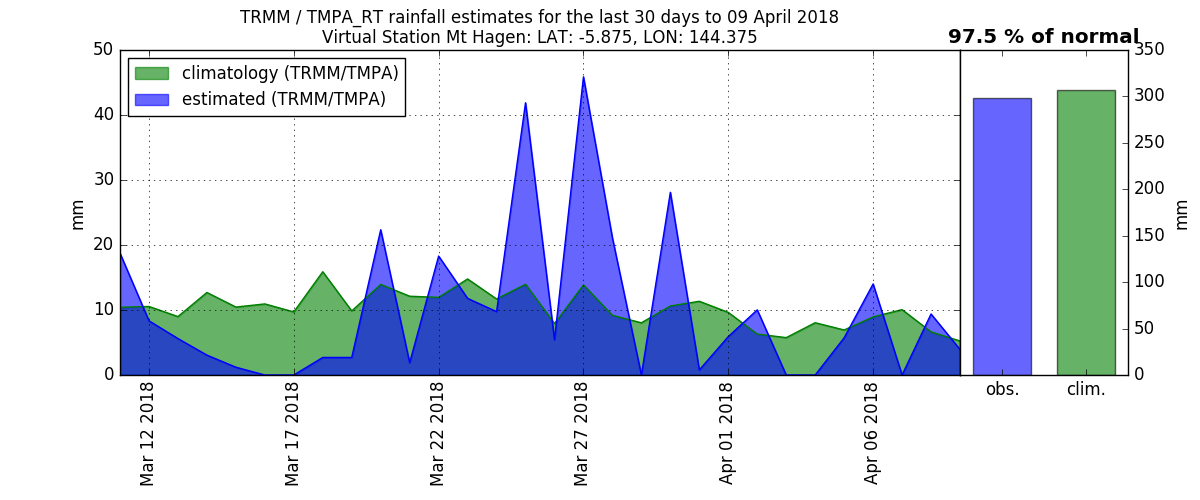 TRMM / TMPA_RT rainfall estimates for the last 30 days to 09 April 2018
Virtual Station Mt Hagen: LAT: -5.875, LON: 144.375
97.5 % of normal
climatology (TRMM/TMPA)
estimated (TRMM/TMPA)
50
40
30
20
10
0
mm
Mar 12 2018
Mar 17 2018
Mar 22 2018
Mar 27 2018
Apr 01 2018
Apr 06 2018
obs.
clim.
350
300
250
200
150
100
50
0
mm